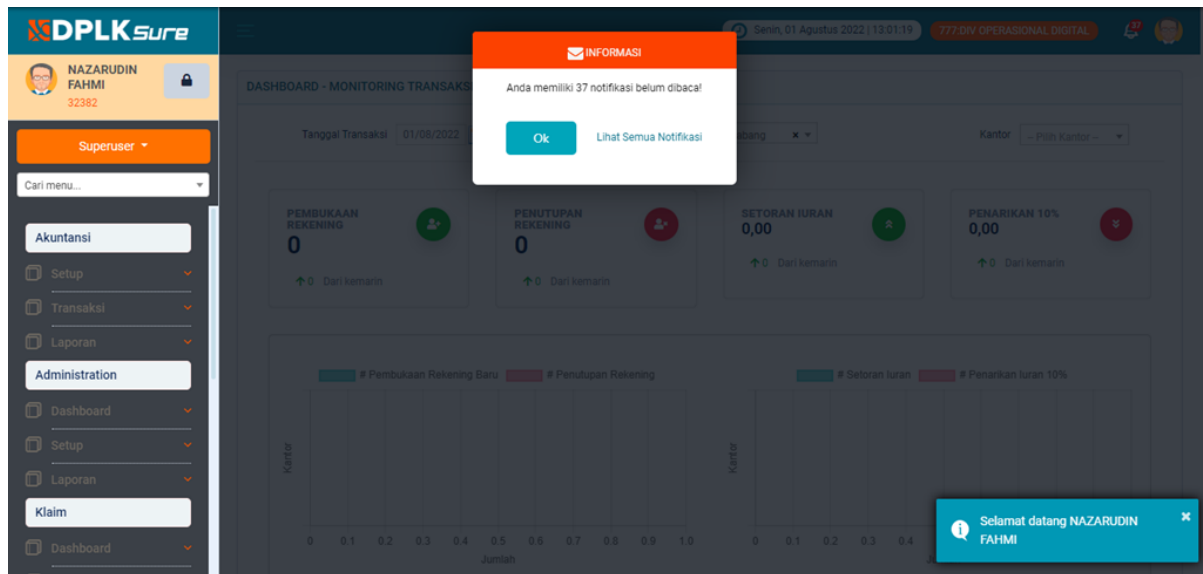 DPLKSure
NAZARUDIN
FAHMI
32382
Superuser
Cari menu...
Akuntansi
Setup
Transaksi
Laporan
Administration
Dashboard
Setup
Laporan
Klaim
Dashboard
Senin, 01 Agustus 2022 | 13:01:19
777:DIV OPERASIONAL DIGITAL
37
INFORMASI
Anda memiliki 37 notifikasi belum dibaca!
Ok Lihat Semua Notifikasi
DASHBOARD - MONITORING TRANSAKS
Tanggal Transaksi 01/08/2022 abang × Kantor -- Pilih Kantor --
PEMBUKAAN
REKENING
0
0 Dari kemarin
PENUTUPAN
REKENING
0
0 Dari kemarin
SETORAN IURAN
0,00
0 Dari kemarin
PENARIKAN 10%
0,00
0 Dari kemarin
# Pembukaan Rekening Baru # Penutupan Rekening
Kantor
0 0.1 0.2 0.3 0.4 0.5 0.6 0.7 0.8 0.9 1.0
Jumlah
# Setoran Iuran # Penarikan Iuran 10%
Kantor
0 0.1 0.2 0.3 0.4
Selamat datang NAZARUDIN
FAHMI
×